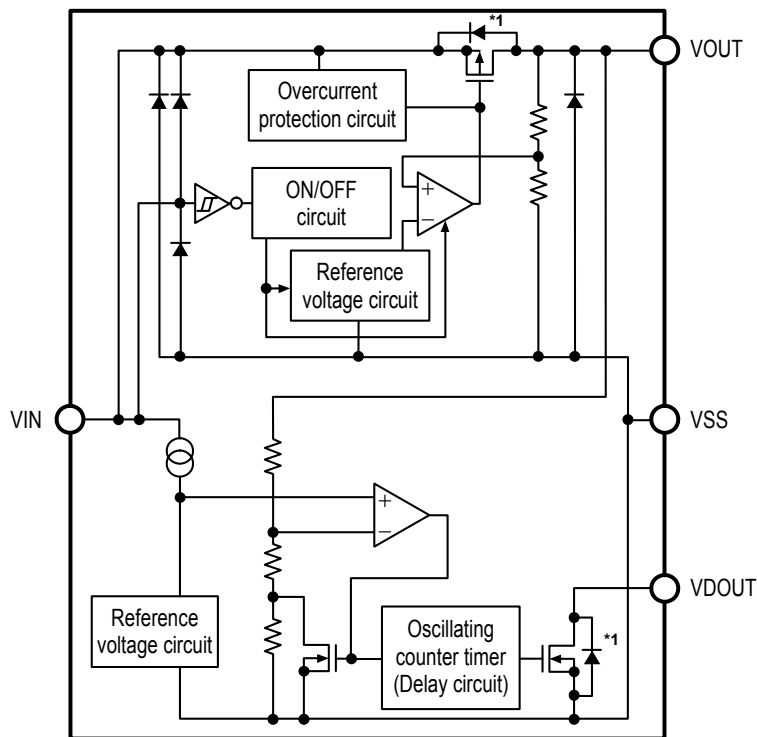 *1
VOUT
Overcurrent
protection circuit
+
−
ON/OFF
circuit
Reference
voltage circuit
VIN
VSS
+
−
VDOUT
Reference
voltage circuit
Oscillating
counter timer
(Delay circuit)
*1